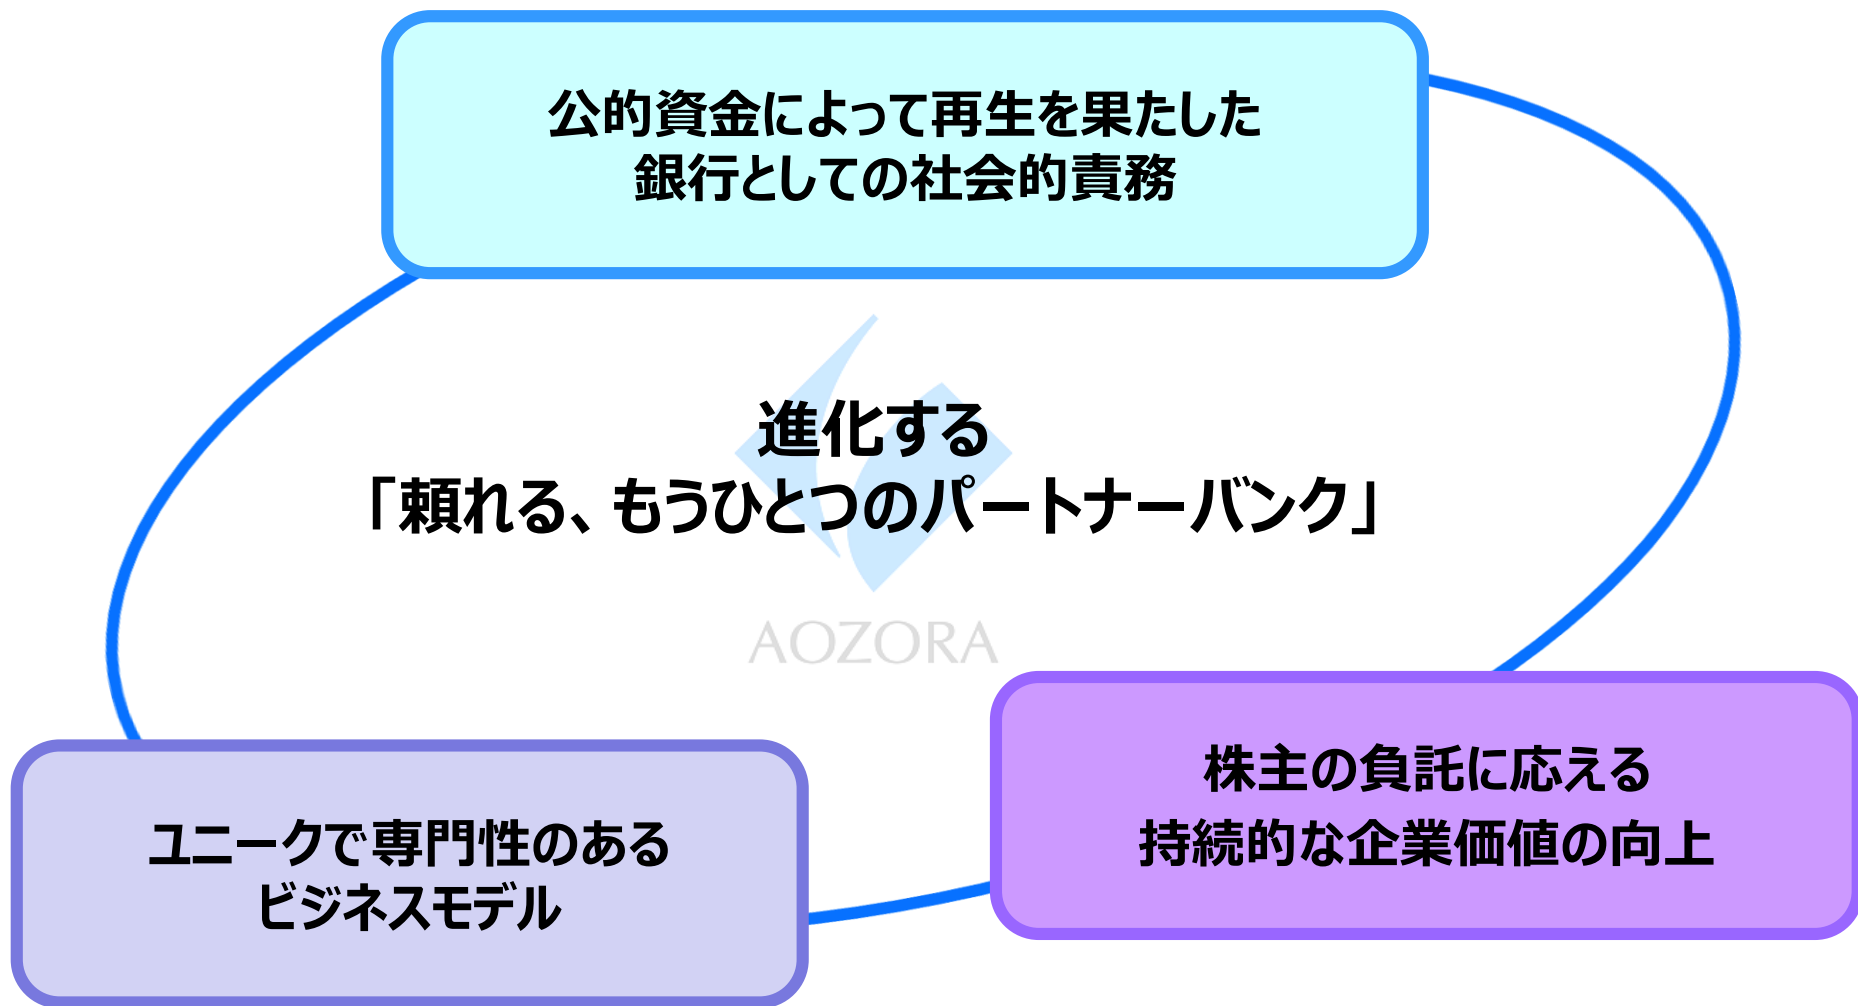 公的資金によって再生を果たした
銀行としての社会的責務
進化する
「頼れる、もうひとつのパートナーバンク」
AOZORA
株主の負託に応える
持続的な企業価値の向上
ユニークで専門性のある
ビジネスモデル